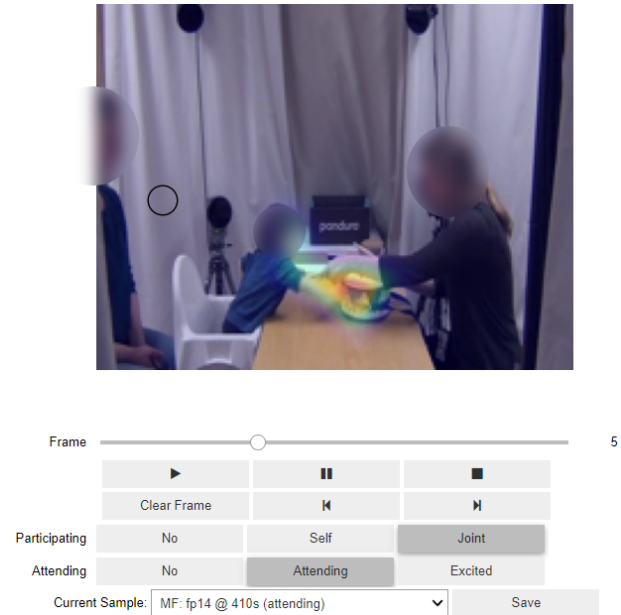 panduro
Frame 5
Clear Frame
Participating No Self Joint
Attending No Attending Excited
Current Sample: MF: fp14 @ 410s (attending) Save